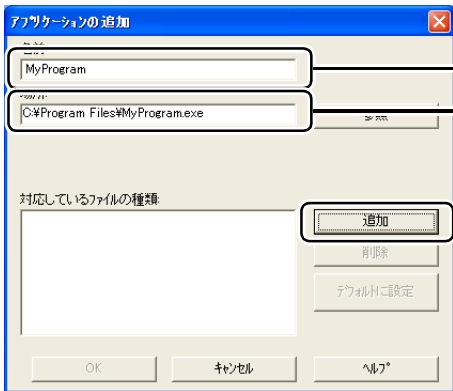 アプリケーションの追加
MyProgram
C:¥Program Files¥MyProgram.exe
対応しているファイルの種類:
追加
削除
デフォルトに設定
OK
キャンセル
ヘルプ